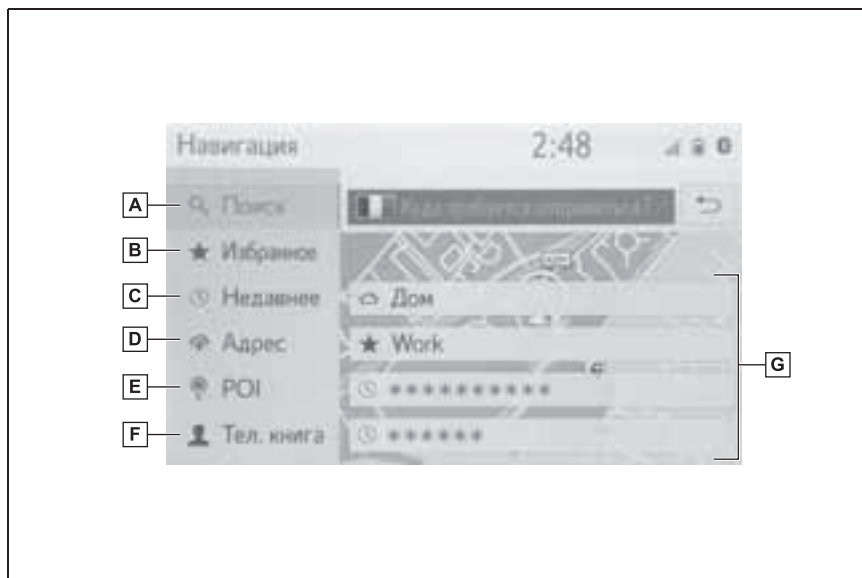 Навигация 2:48
A Поиск
B Избранное
C Недавнее Дом
D Адрес Work
E POI **********
G
F Тел. книга ******